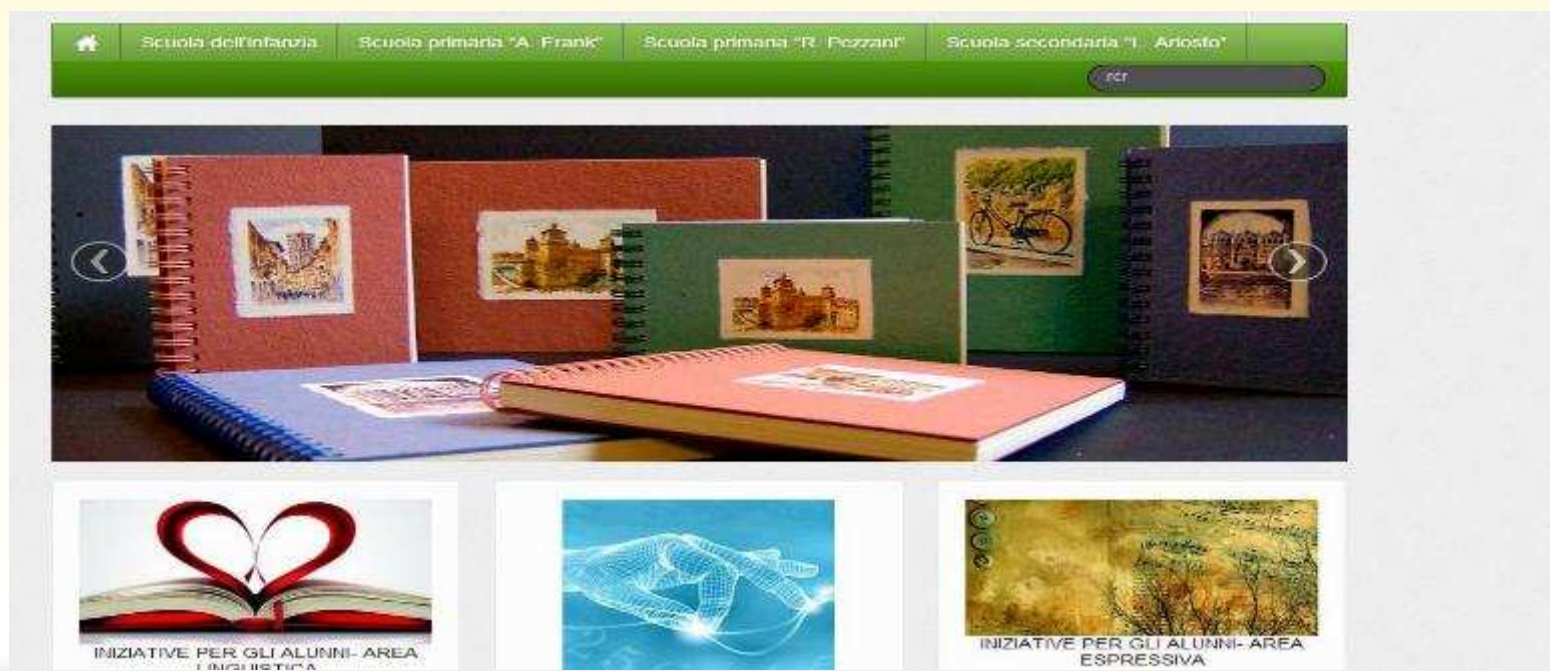 Scuola dell'infanzia Scuola primaria "A. Frank" Scuola primaria "R. Pezzani" Scuola secondaria "L. Ariosto"
INIZIATIVE PER GLI ALUNNI- AREA
LINGUISTICA
INIZIATIVE PER GLI ALUNNI- AREA
ESPRESSIVA